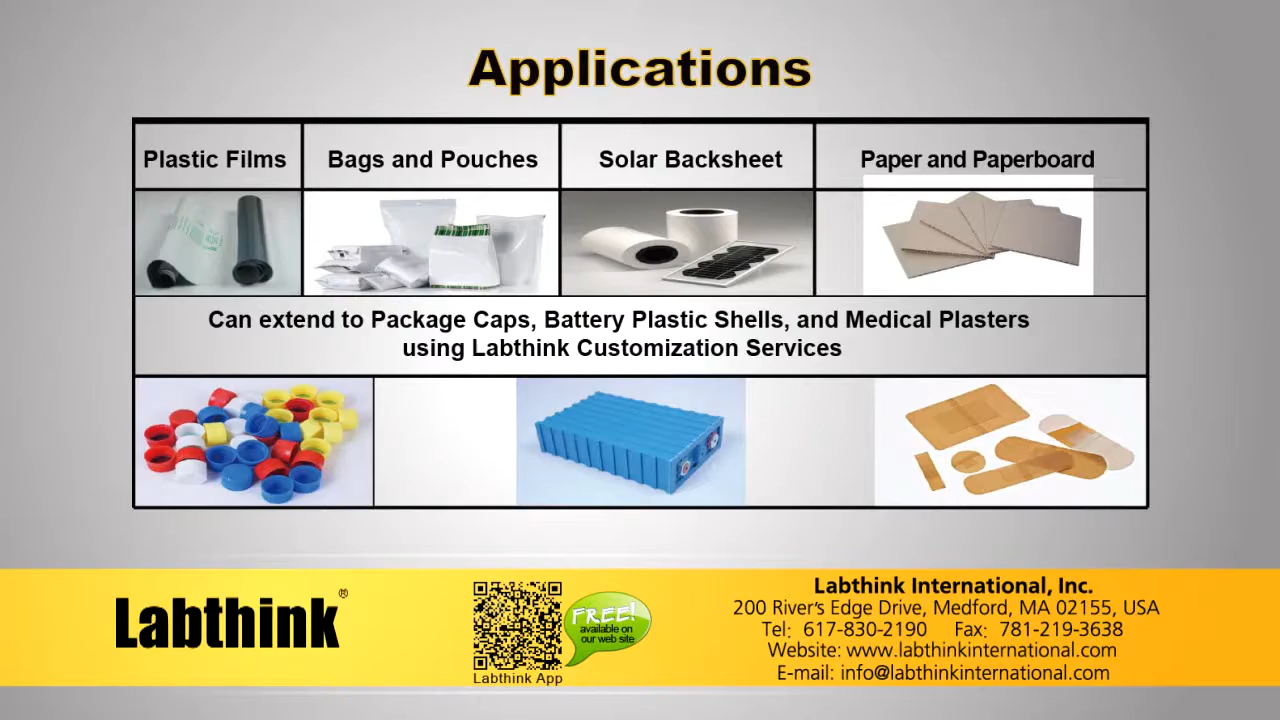 Applications
Plastic Films
Bags and Pouches
Solar Backsheet
Paper and Paperboard
Can extend to Package Caps, Battery Plastic Shells, and Medical Plasters
using Labthink Customization Services
Labthink®
FREE!
available on
our web site
Labthink App
Labthink International, Inc.
200 River's Edge Drive, Medford, MA 02155, USA
Tel: 617-830-2190 Fax: 781-219-3638
Website: www.labthinkinternational.com
E-mail: info@labthinkinternational.com